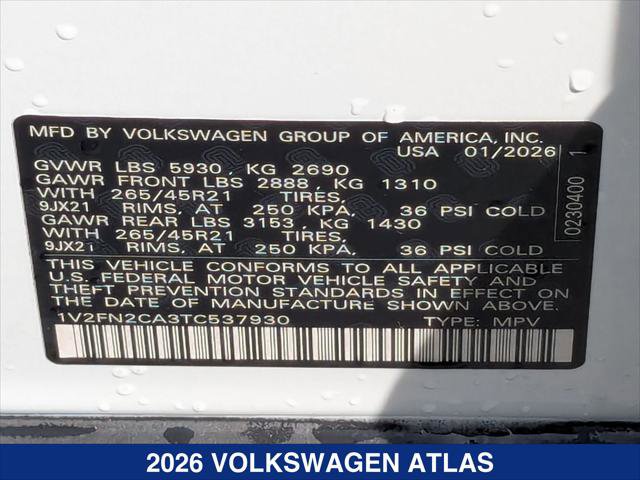 MFD BY VOLKSWAGEN GROUP OF AMERICA, INC.
USA 01/2026
GVWR LBS 5930, KG 2690
GAWR FRONT LBS 2888, KG 1310
WITH 265/45R21 TIRES,
9JX21 RIMS, AT 250 KPA, 36 PSI COLD
GAWR REAR LBS 3153, KG 1430
WITH 265/45R21 TIRES,
9JX21 RIMS, AT 250 KPA, 36 PSI COLD
THIS VEHICLE CONFORMS TO ALL APPLICABLE
U.S. FEDERAL MOTOR VEHICLE SAFETY AND
THEFT PREVENTION STANDARDS IN EFFECT ON
THE DATE OF MANUFACTURE SHOWN ABOVE.
1V2FN2CA3TC537930 TYPE: MPV
0230400 1
2026 VOLKSWAGEN ATLAS